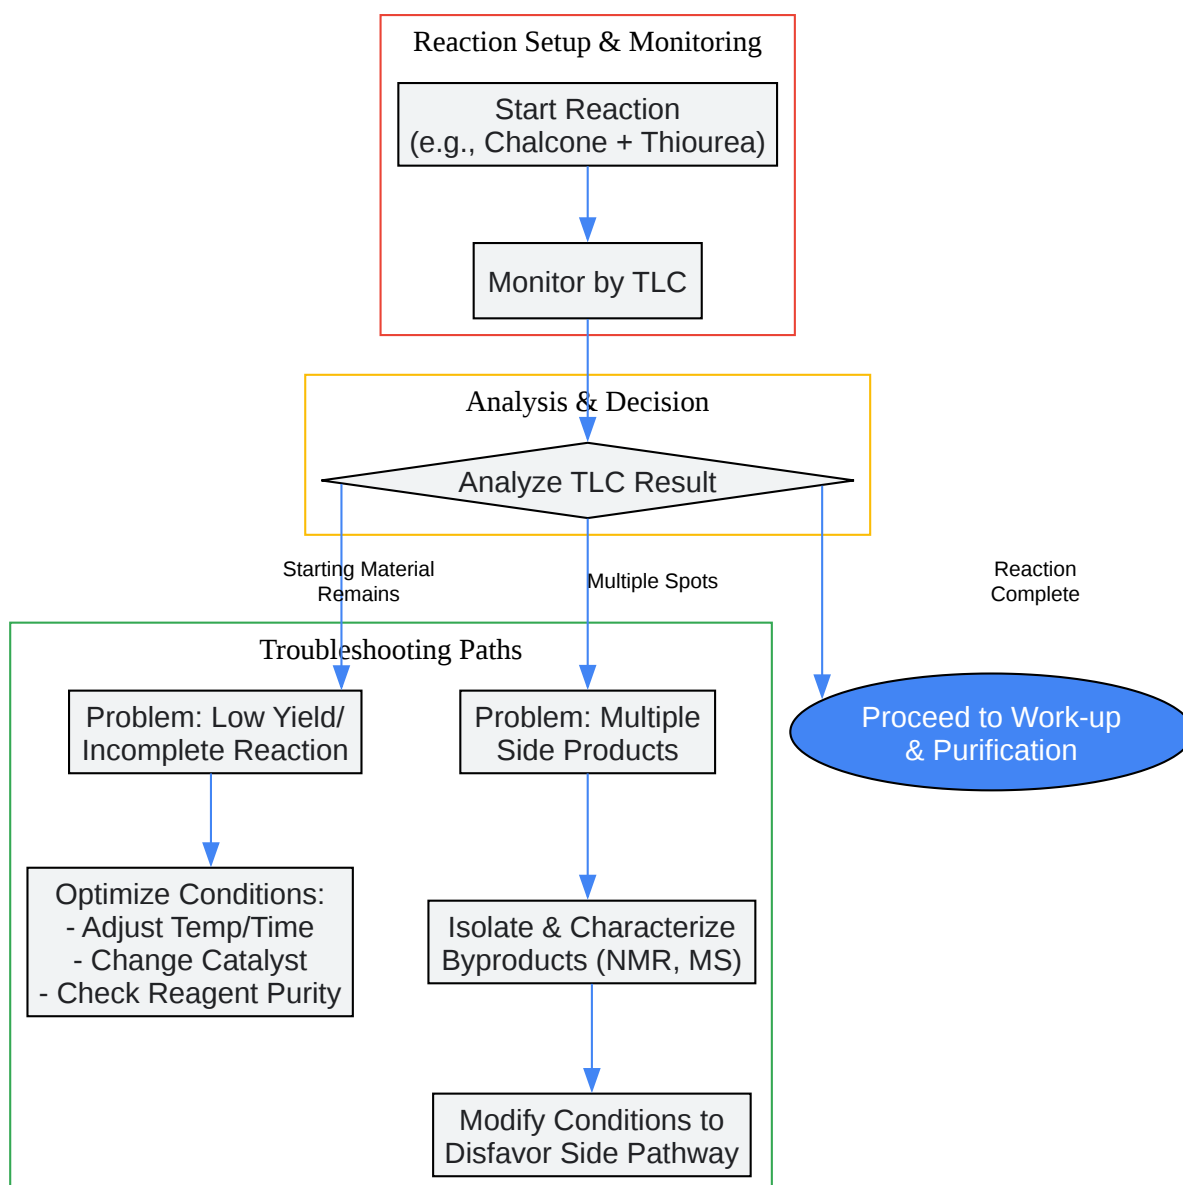 Reaction Setup & Monitoring
Start Reaction
(e.g., Chalcone + Thiourea)
Monitor by TLC
Analysis & Decision
Analyze TLC Result
Starting Material
Remains
Multiple Spots
Reaction
Complete
Troubleshooting Paths
Problem: Low Yield/
Incomplete Reaction
Problem: Multiple
Side Products
Proceed to Work-up
& Purification
Optimize Conditions:
- Adjust Temp/Time
- Change Catalyst
- Check Reagent Purity
Isolate & Characterize
Byproducts (NMR, MS)
Modify Conditions to
Disfavor Side Pathway